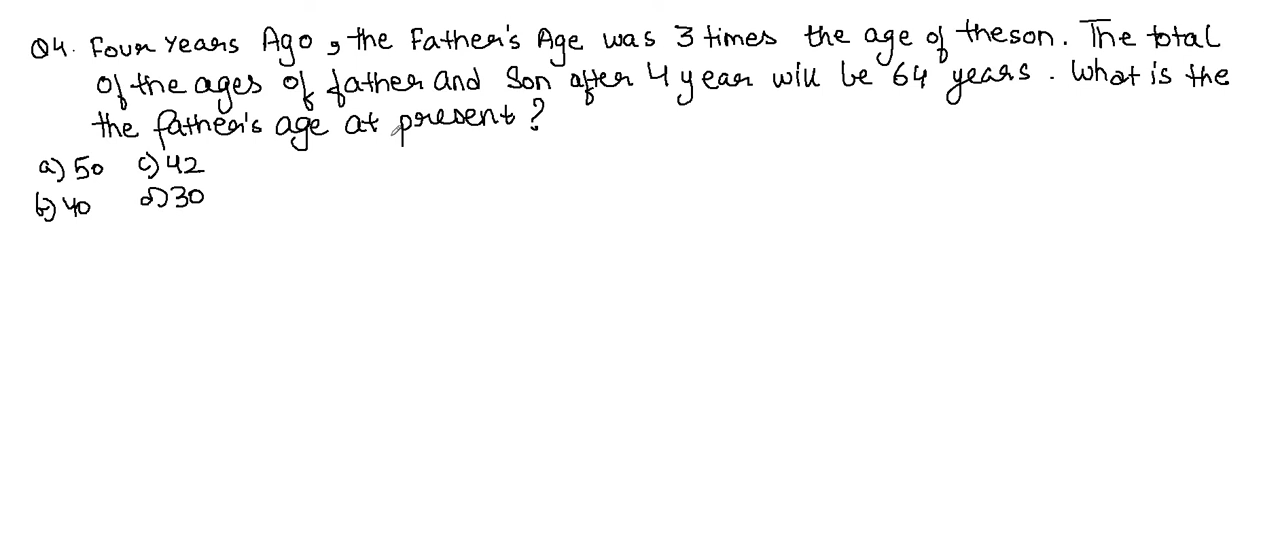 Q4. Four Years Ago, the Father's Age was 3 times the age of the son. The total
of the ages of father and Son after 4 year will be 64 years. What is the
the father's age at present?
a) 50 c) 42
b) 40 d) 30